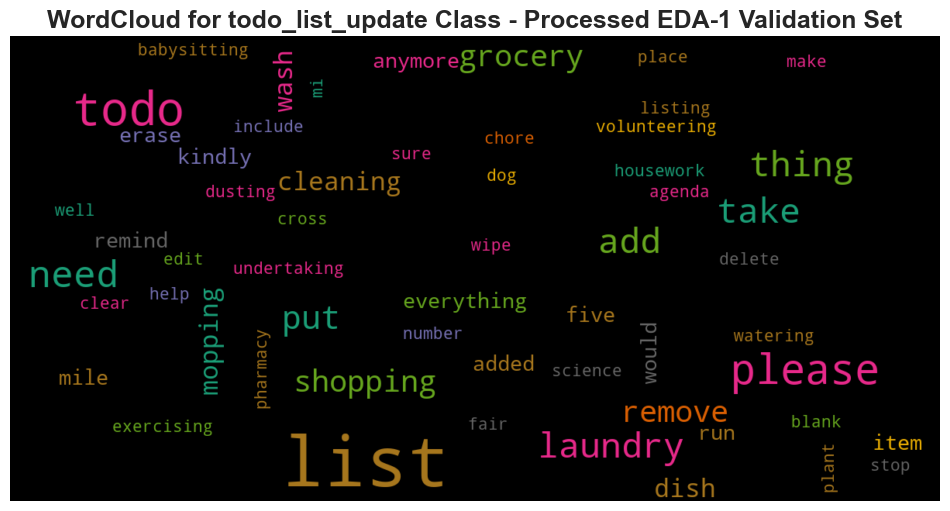 WordCloud for todo_list_update Class - Processed EDA-1 Validation Set
babysitting
wash
mi
anymore
grocery
place
make
todo
erase
include
kindly
sure
chore
listing
volunteering
dusting
cleaning
dog
housework
agenda
thing
well
cross
take
remind
wipe
add
edit
undertaking
delete
need
help
clear
mopping
everything
put
number
five
would
watering
pharmacy
mile
shopping
added
science
please
exercising
fair
remove
run
blank
list
laundry
item
plant
stop
dish